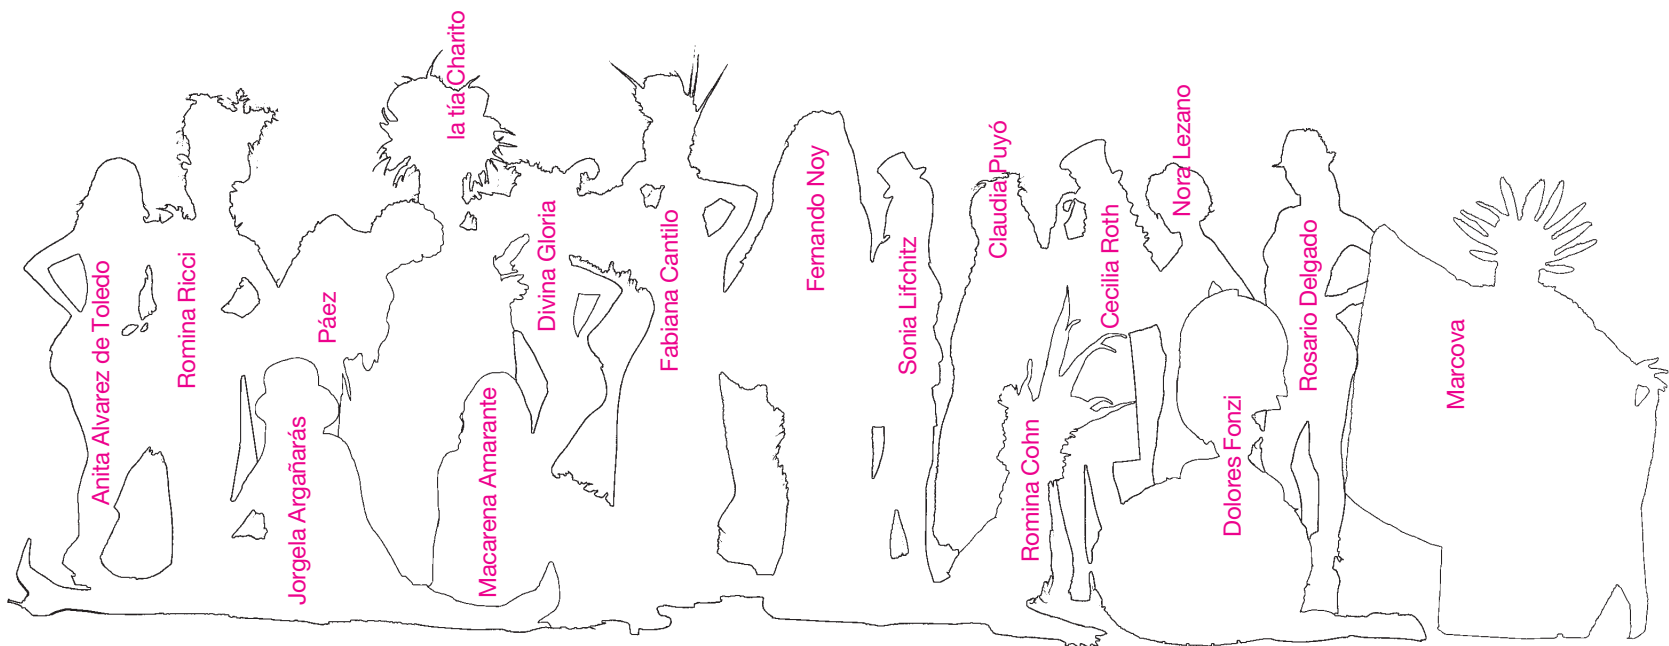 Anita Alvarez de Toledo
Romina Ricci
Jorgela Argañarás
Páez
la tía Charito
Macarena Amarante
Divina Gloria
Fabiana Cantilo
Fernando Noy
Sonia Lifchitz
Claudia Puyó
Romina Cohn
Cecilia Roth
Nora Lezano
Dolores Fonzi
Rosario Delgado
Marcova